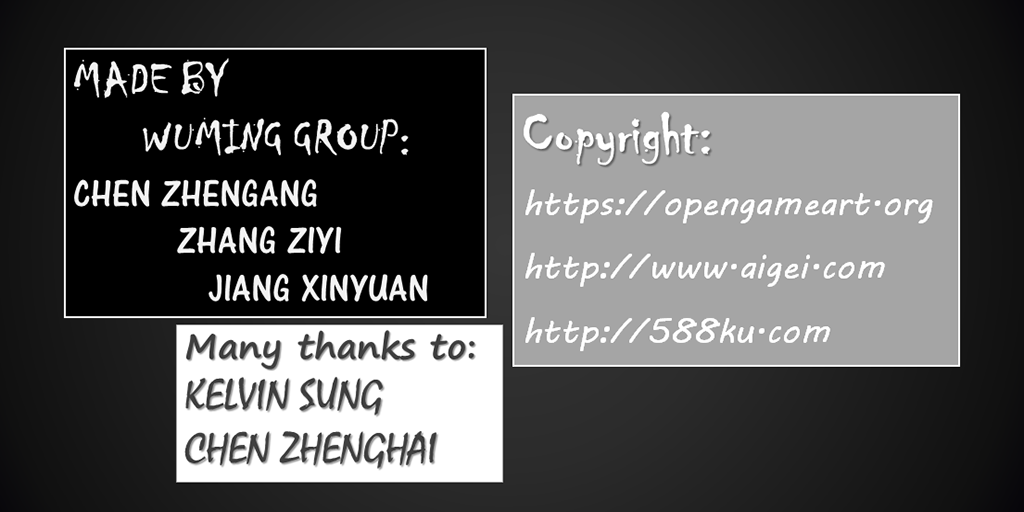 MADE BY
WUMING GROUP:
CHEN ZHENGANG
ZHANG ZIYI
JIANG XINYUAN
Many thanks to:
KELVIN SUNG
CHEN ZHENGHAI
Copyright:
https://opengameart.org
http://www.aigei.com
http://588ku.com